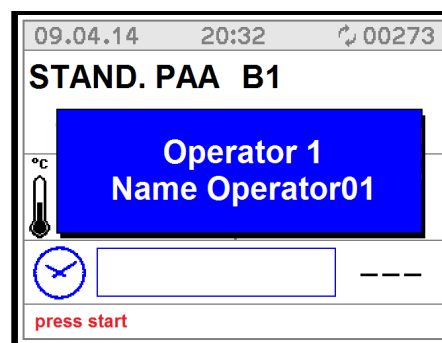 09.04.14 20:32 00273
STAND. PAA B1
Operator 1
Name Operator01
°C
---
press start